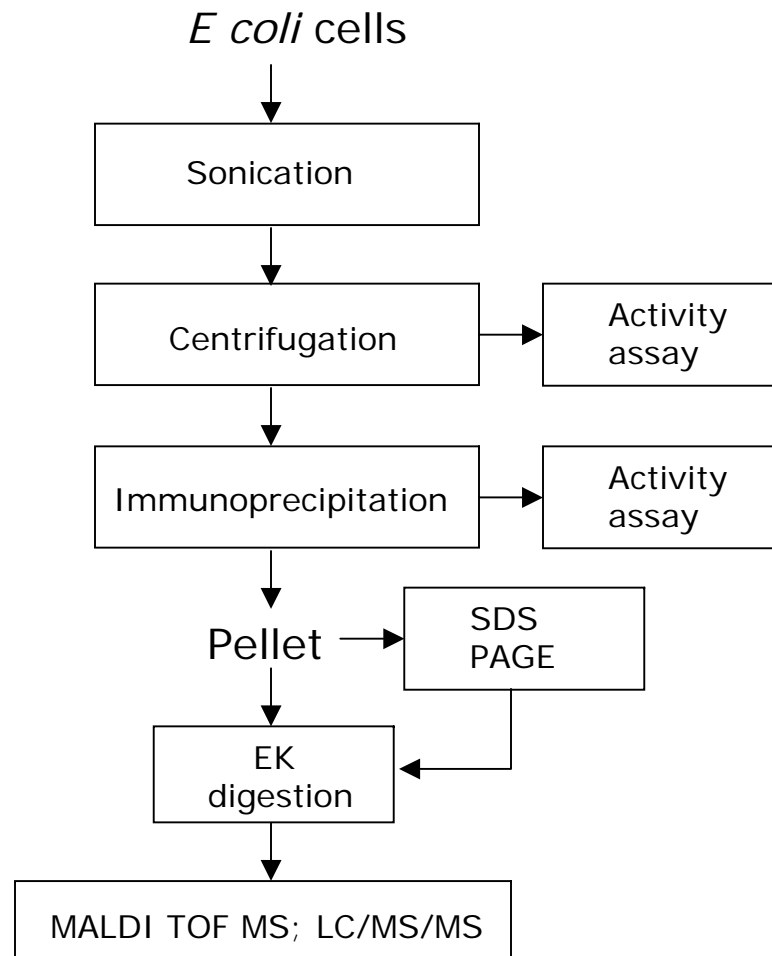 E coli cells
Sonication
Centrifugation
Activity
assay
Immunoprecipitation
Activity
assay
Pellet
SDS
PAGE
EK
digestion
MALDI TOF MS; LC/MS/MS